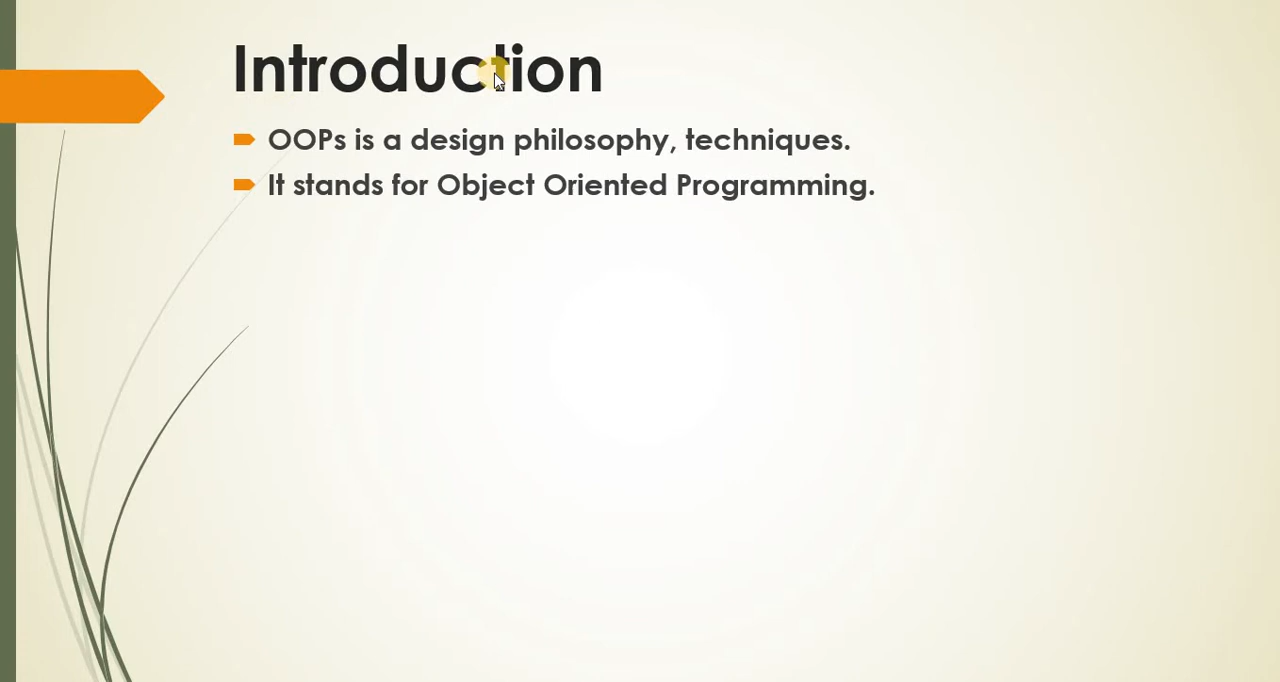 Introduction
OOPs is a design philosophy, techniques.
It stands for Object Oriented Programming.